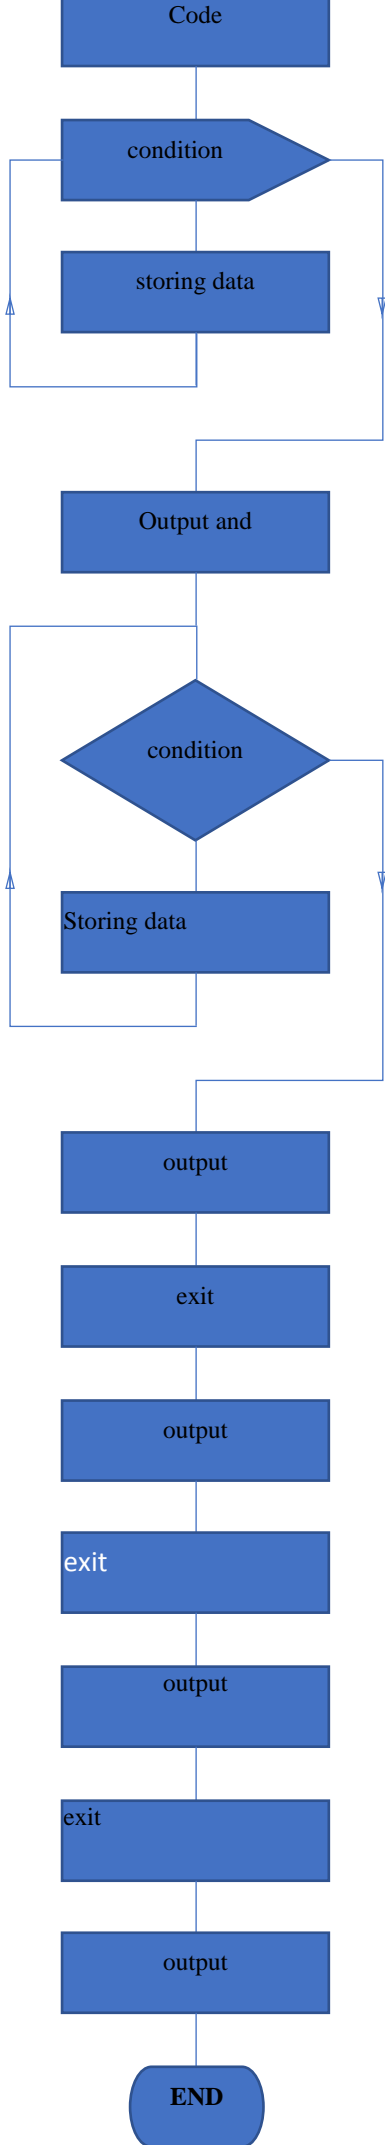 Code
condition
storing data
Output and
condition
Storing data
output
exit
output
exit
output
exit
output
END